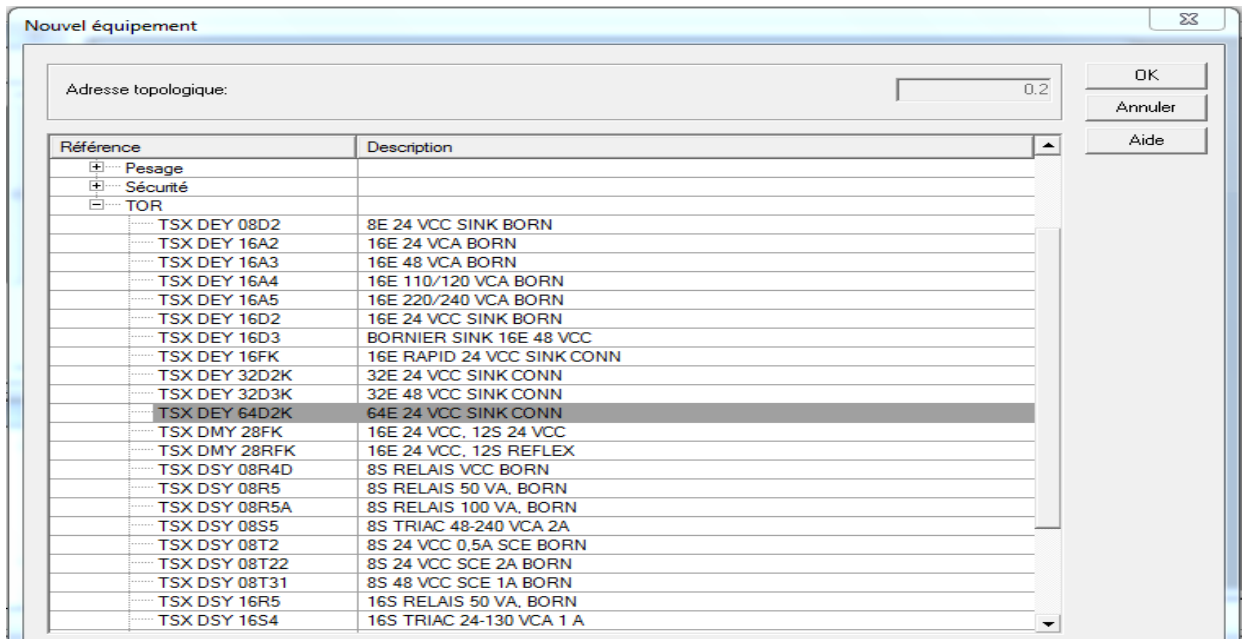 Nouvel équipement
Adresse topologique: 0.2
OK
Annuler
Aide
Référence Description
Pesage
Sécurité
TOR
TSX DEY 08D2 8E 24 VCC SINK BORN
TSX DEY 16A2 16E 24 VCA BORN
TSX DEY 16A3 16E 48 VCA BORN
TSX DEY 16A4 16E 110/120 VCA BORN
TSX DEY 16A5 16E 220/240 VCA BORN
TSX DEY 16D2 16E 24 VCC SINK BORN
TSX DEY 16D3 BORNIER SINK 16E 48 VCC
TSX DEY 16FK 16E RAPID 24 VCC SINK CONN
TSX DEY 32D2K 32E 24 VCC SINK CONN
TSX DEY 32D3K 32E 48 VCC SINK CONN
TSX DEY 64D2K 64E 24 VCC SINK CONN
TSX DMY 28FK 16E 24 VCC, 12S 24 VCC
TSX DMY 28RFK 16E 24 VCC, 12S REFLEX
TSX DSY 08R4D 8S RELAIS VCC BORN
TSX DSY 08R5 8S RELAIS 50 VA, BORN
TSX DSY 08R5A 8S RELAIS 100 VA, BORN
TSX DSY 08S5 8S TRIAC 48-240 VCA 2A
TSX DSY 08T2 8S 24 VCC 0,5A SCE BORN
TSX DSY 08T22 8S 24 VCC SCE 2A BORN
TSX DSY 08T31 8S 48 VCC SCE 1A BORN
TSX DSY 16R5 16S RELAIS 50 VA, BORN
TSX DSY 16S4 16S TRIAC 24-130 VCA 1 A